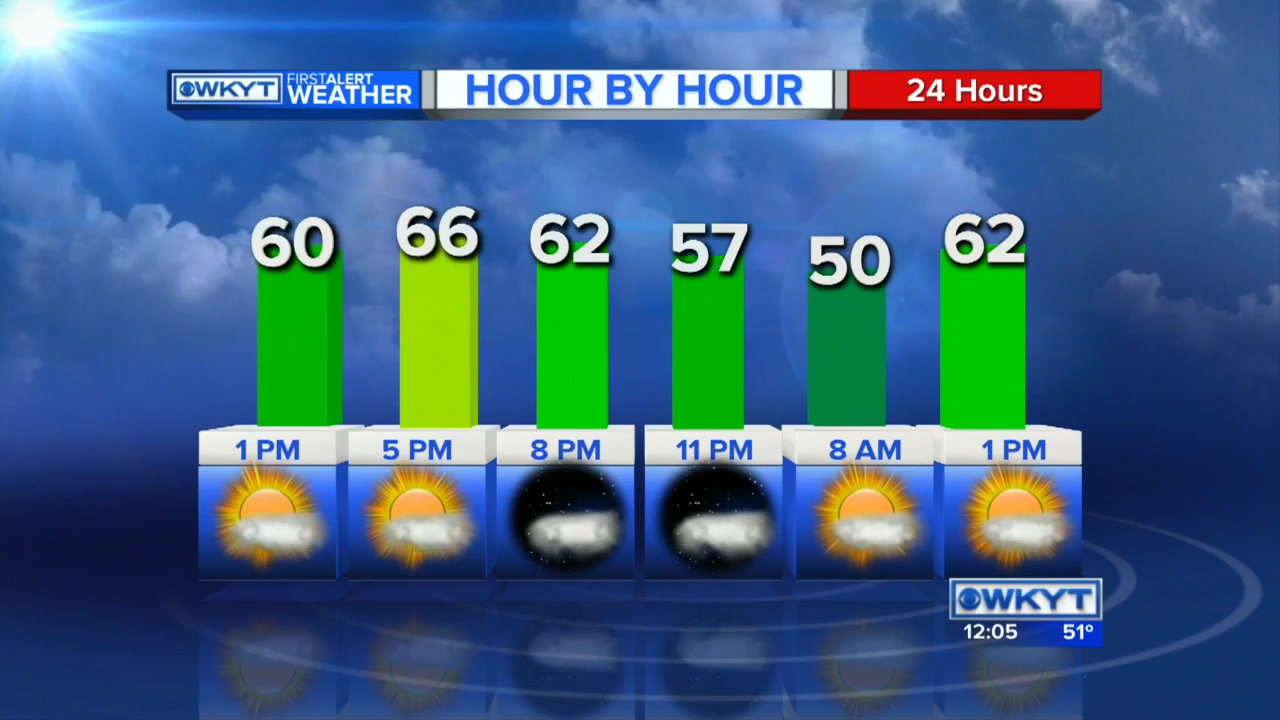 WKYT FIRST ALERT WEATHER
HOUR BY HOUR
24 Hours
60 66 62 57 50 62
1 PM 5 PM 8 PM 11 PM 8 AM 1 PM
WKYT
12:05 51°